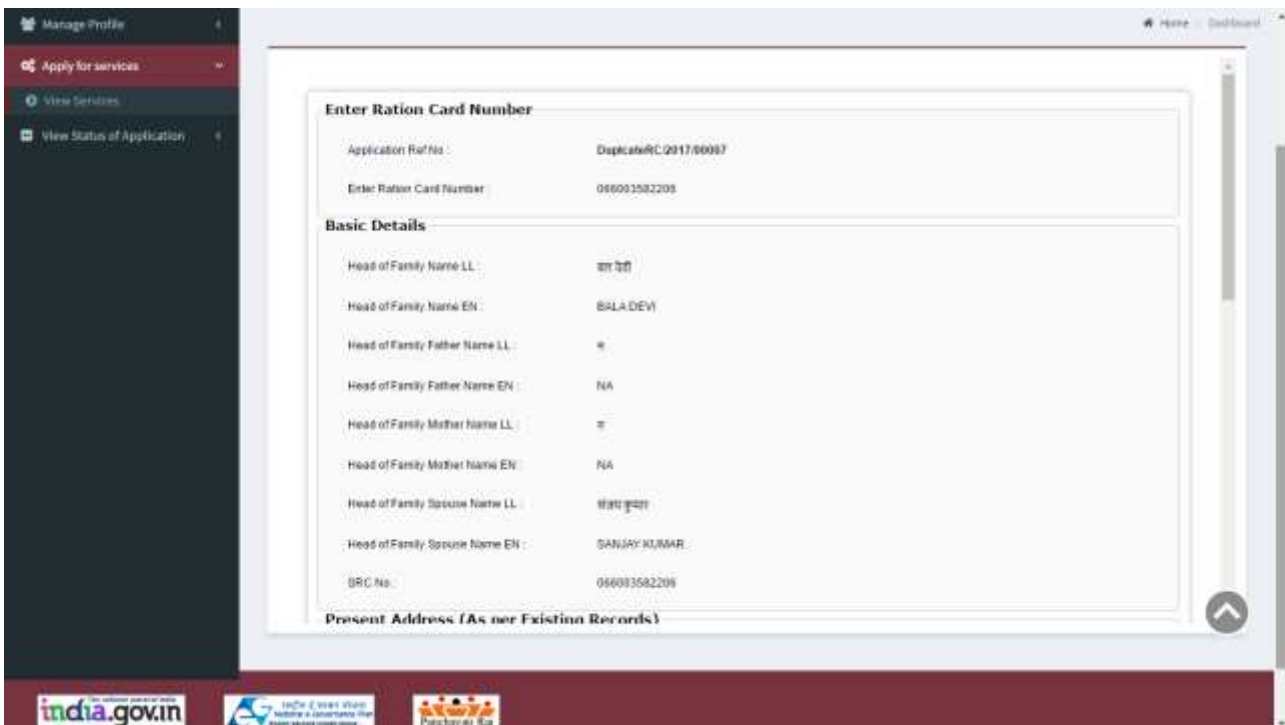 Manage Profile
Home Dashboard
Apply for services
View Services
View Status of Application
Enter Ration Card Number
Application Ref No :
Enter Ration Card Number
066003582206
Basic Details
Head of Family Name LL :
Head of Family Name EN :
BALA DEVI
Head of Family Father Name LL :
Head of Family Father Name EN :
NA
Head of Family Mother Name LL :
Head of Family Mother Name EN :
NA
Head of Family Spouse Name LL :
संजय कुमार
Head of Family Spouse Name EN :
SANJAY KUMAR
SRC No.
066003582206
Present Address (As per Existing Records)
india.gov.in
Panchayati Raj